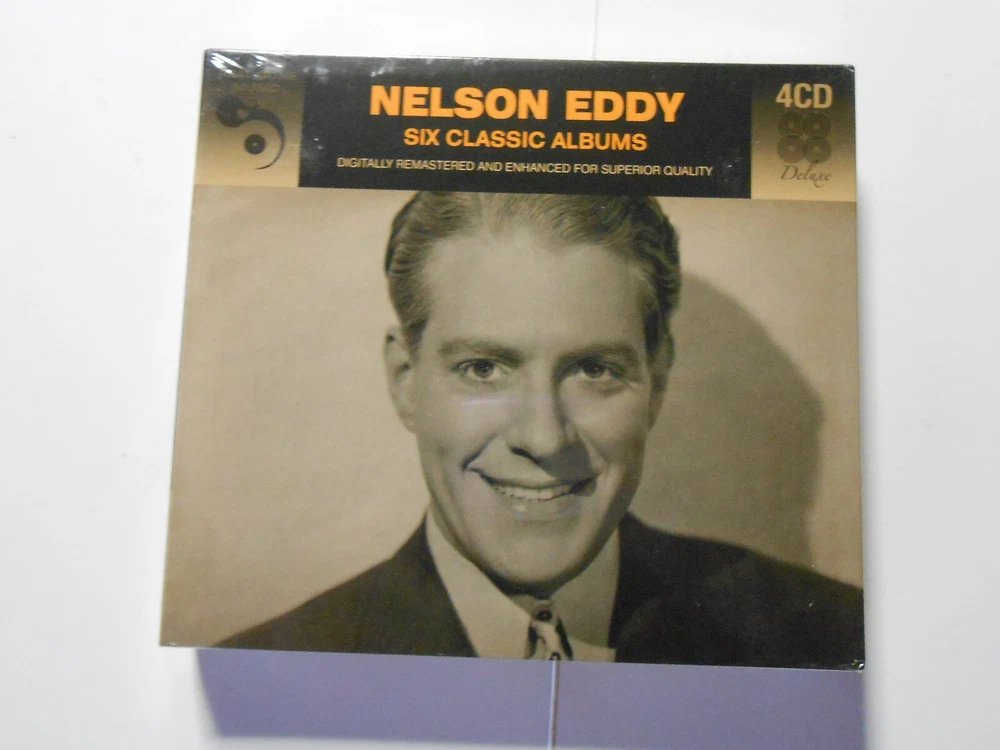 NELSON EDDY
SIX CLASSIC ALBUMS
DIGITALLY REMASTERED AND ENHANCED FOR SUPERIOR QUALITY
4CD
Deluxe